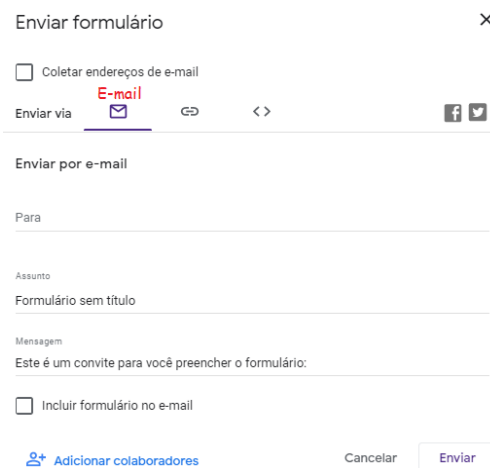 Enviar formulário
Coletar endereços de e-mail
E-mail
Enviar via
Enviar por e-mail
Para
Assunto
Formulário sem título
Mensagem
Este é um convite para você preencher o formulário:
Incluir formulário no e-mail
Adicionar colaboradores
Cancelar
Enviar